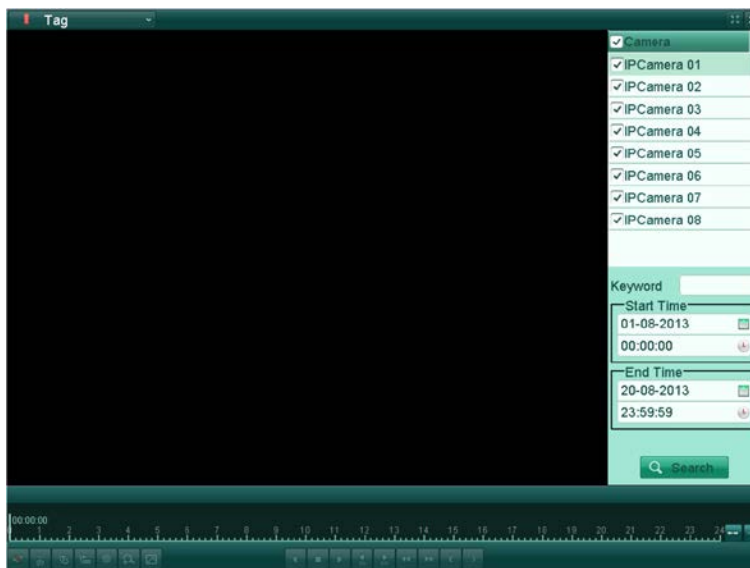 Tag
Camera
IPCamera 01
IPCamera 02
IPCamera 03
IPCamera 04
IPCamera 05
IPCamera 06
IPCamera 07
IPCamera 08
Keyword
Start Time
01-08-2013
00:00:00
End Time
20-08-2013
23:59:59
Search
00:00:00
0 1 2 3 4 5 6 7 8 9 10 11 12 13 14 15 16 17 18 19 20 21 22 23 24